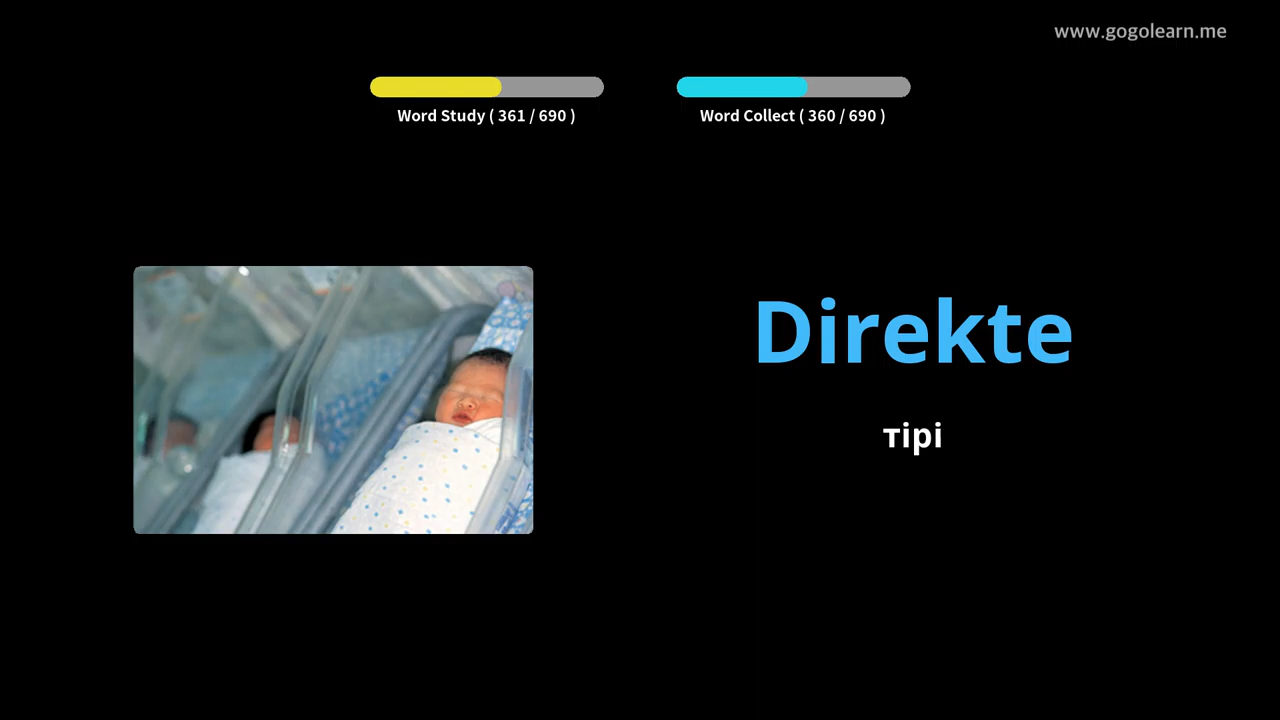 www.gogolearn.me
Word Study ( 361 / 690 )
Word Collect ( 360 / 690 )
Direkte
тірі